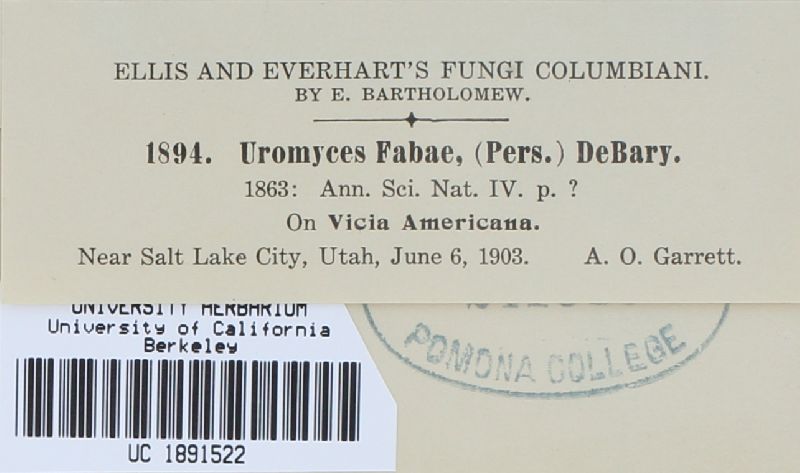 ELLIS AND EVERHART'S FUNGI COLUMBIANI.
BY E. BARTHOLOMEW.
1894. Uromyces Fabae, (Pers.) DeBary.
1863: Ann. Sci. Nat. IV. p. ?
On Vicia Americana.
Near Salt Lake City, Utah, June 6, 1903. A. O. Garrett.
UNIVERSITY HERBARIUM
University of California
Berkeley
UC 1891522
POMONA COLLEGE